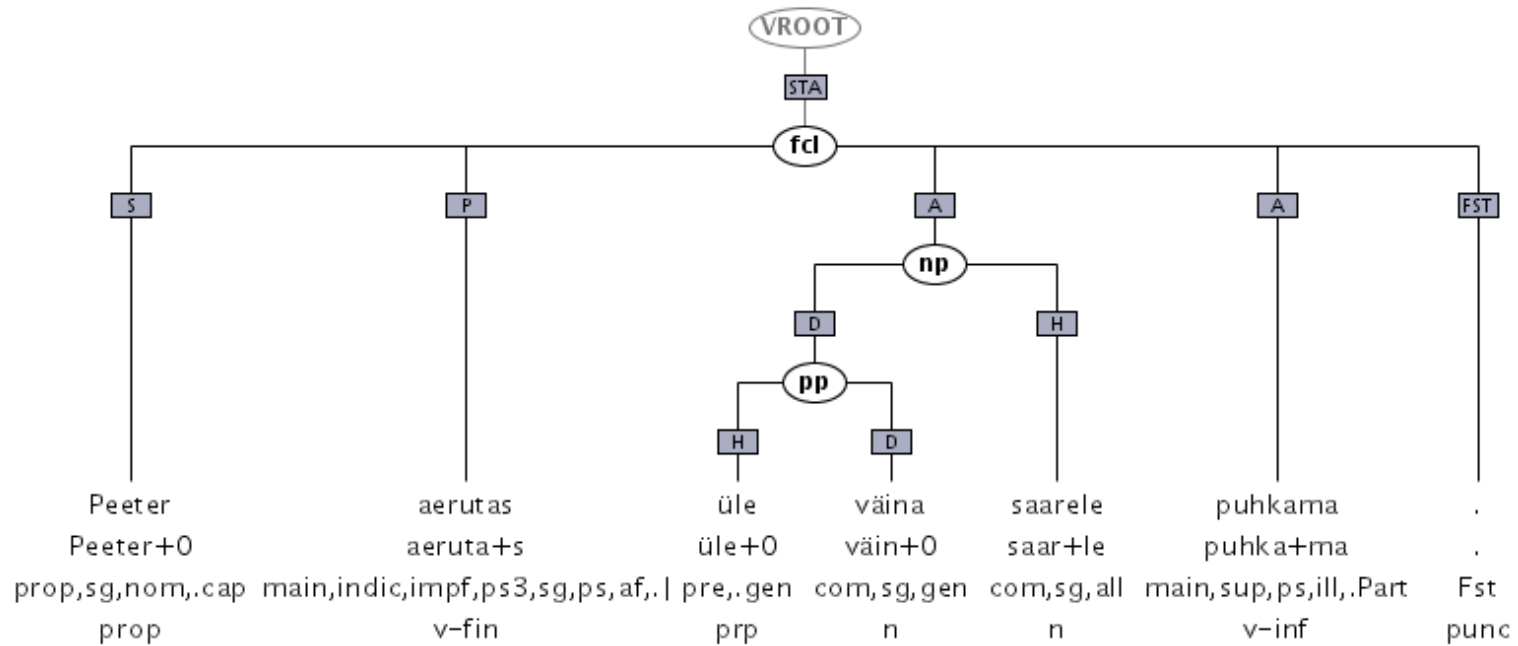 VROOT
STA
fcl
S P A A FST
np
D H
pp
H D
Peeter aerutas üle väina saarele puhkama .
Peeter+0 aeruta+s üle+0 väin+0 saar+le puhka+ma .
prop,sg,nom,.cap main,indic,impf,ps3,sg,ps,af,.| pre,.gen com,sg,gen com,sg,all main,sup,ps,ill,.Part Fst
prop v-fin prp n n v-inf punc